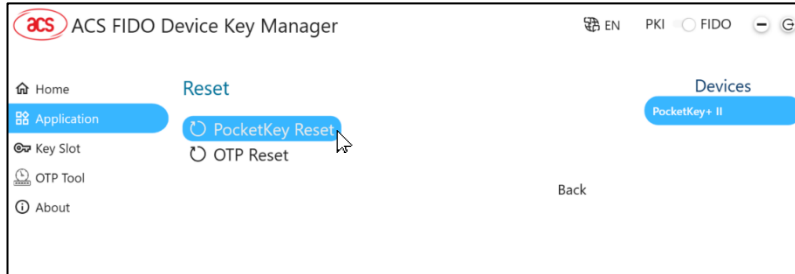 acs ACS FIDO Device Key Manager
EN PKI FIDO
Home
Application
Key Slot
OTP Tool
About
Reset
PocketKey Reset
OTP Reset
Back
Devices
PocketKey+ II